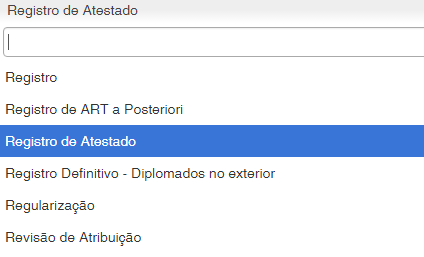 Registro de Atestado
Registro
Registro de ART a Posteriori
Registro de Atestado
Registro Definitivo - Diplomados no exterior
Regularização
Revisão de Atribuição